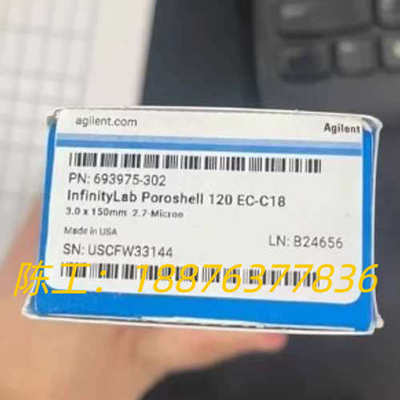 agilent.com
Agilent
PN: 693975-302
InfinityLab Poroshell 120 EC-C18
3.0 x 150mm 2.7-Micron
Made in USA
LN: B24656
SN: USCFW33144
陈工：18876377836